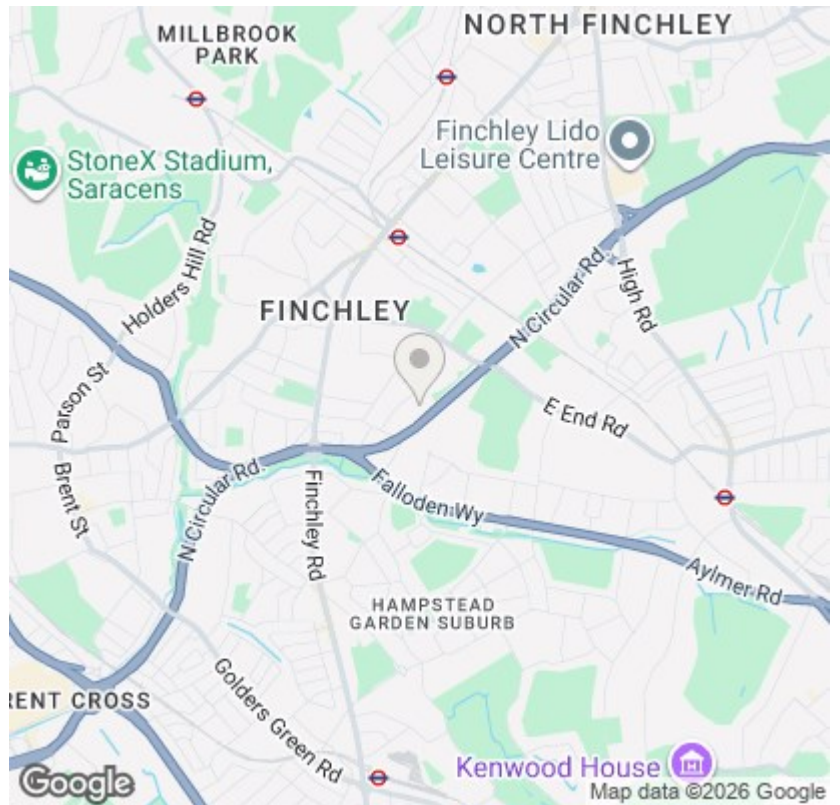 MILLBROOK
PARK
NORTH FINCHLEY
Finchley Lido
Leisure Centre
StoneX Stadium,
Saracens
Holders Hill Rd
N Circular Rd
High Rd
FINCHLEY
Parson St
E End Rd
Brent St
N Circular Rd
Finchley Rd
Falloden Wy
Aylmer Rd
HAMPSTEAD
GARDEN SUBURB
RENT CROSS
Golders Green Rd
Kenwood House
Google
Map data ©2026 Google